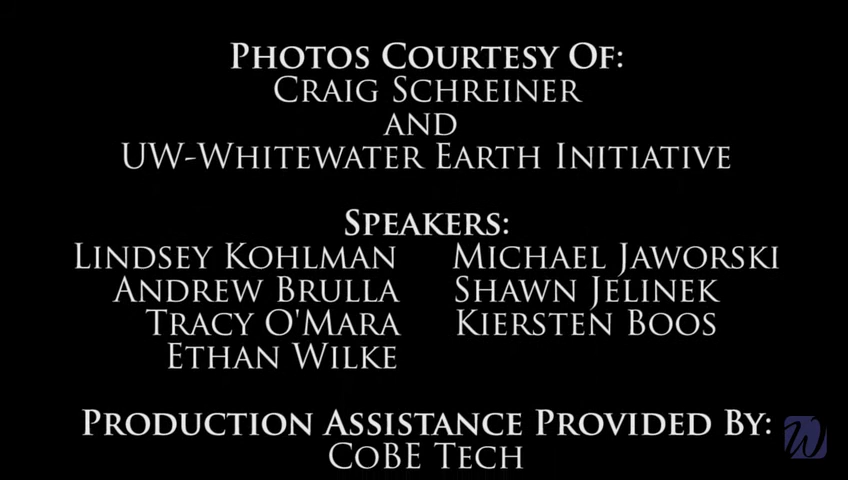 PHOTOS COURTESY OF:
CRAIG SCHREINER
AND
UW-WHITEWATER EARTH INITIATIVE
SPEAKERS:
LINDSEY KOHLMAN MICHAEL JAWORSKI
ANDREW BRULLA SHAWN JELINEK
TRACY O'MARA KIERSTEN BOOS
ETHAN WILKE
PRODUCTION ASSISTANCE PROVIDED BY:
COBE TECH
W